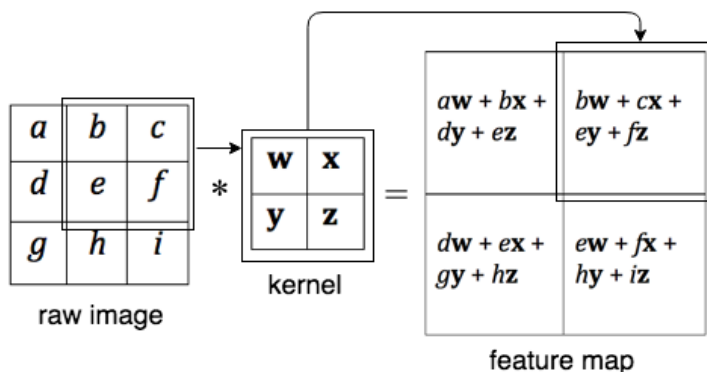 a b c
d e f
g h i
raw image
*
w x
y z
kernel
=
aw + bx +
dy + ez
bw + cx +
ey + fz
dw + ex +
gy + hz
ew + fx +
hy + iz
feature map